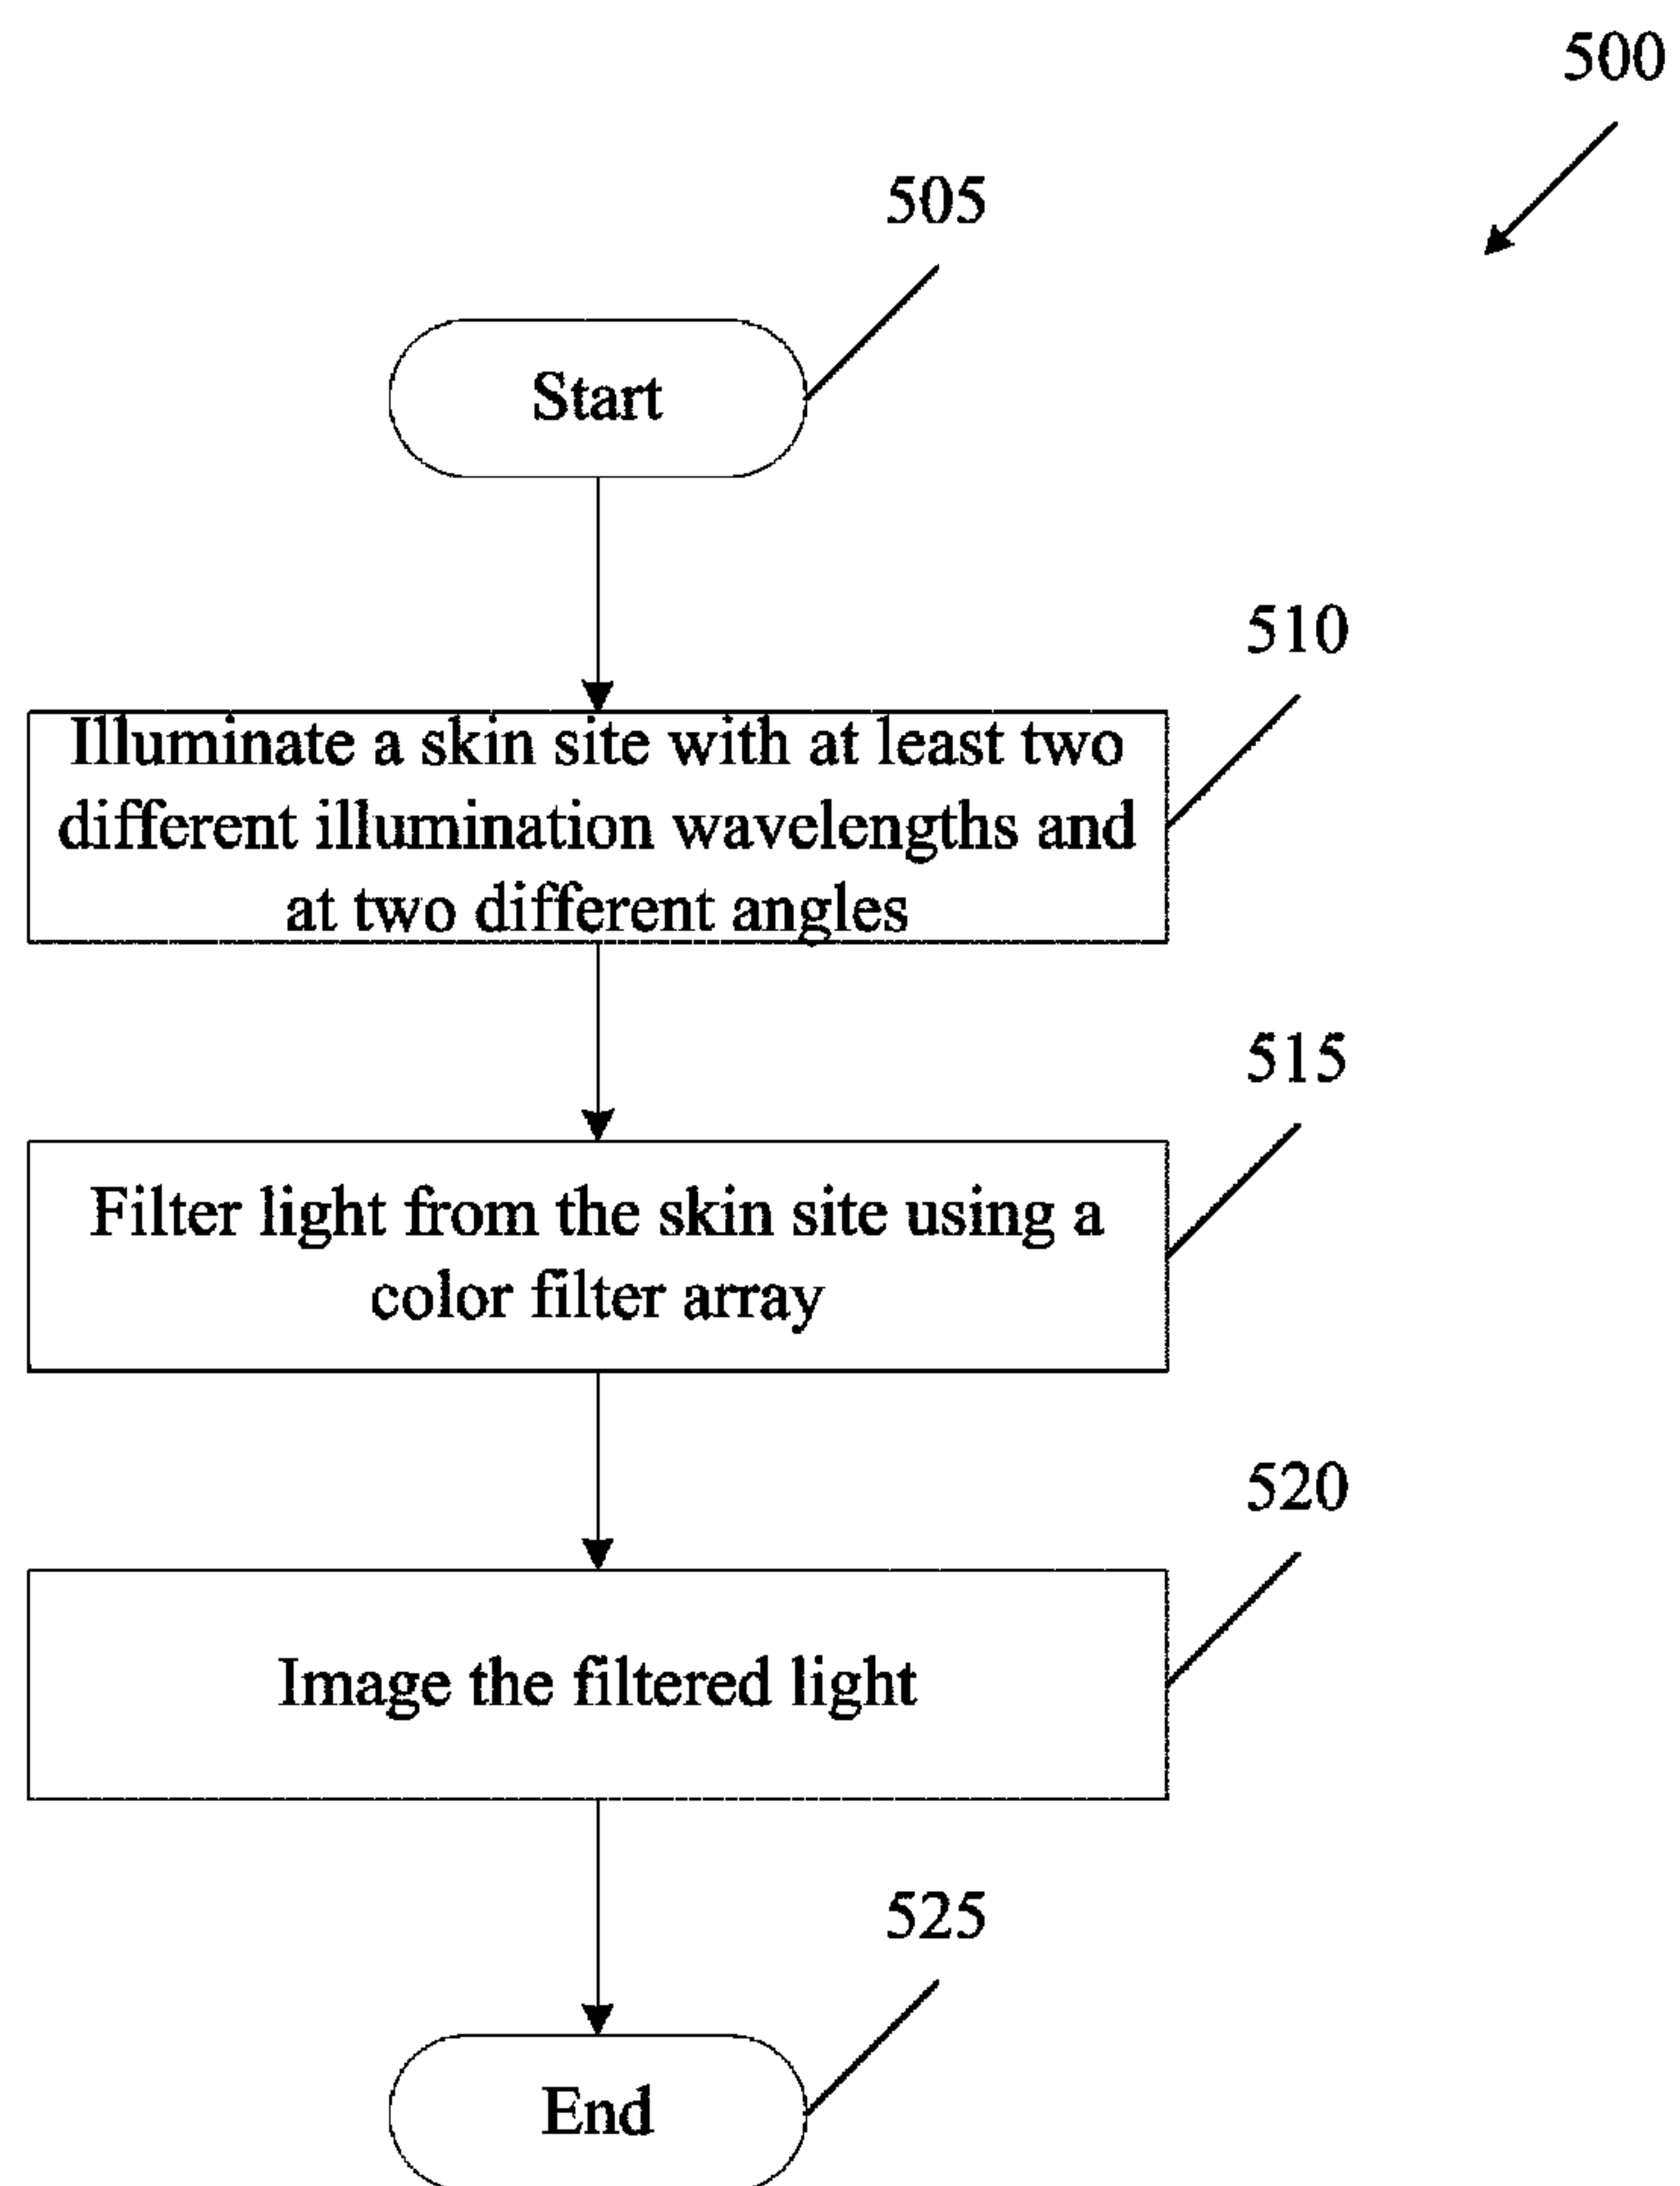 500
505
Start
510
Illuminate a skin site with at least two
different illumination wavelengths and
at two different angles
515
Filter light from the skin site using a
color filter array
520
Image the filtered light
525
End